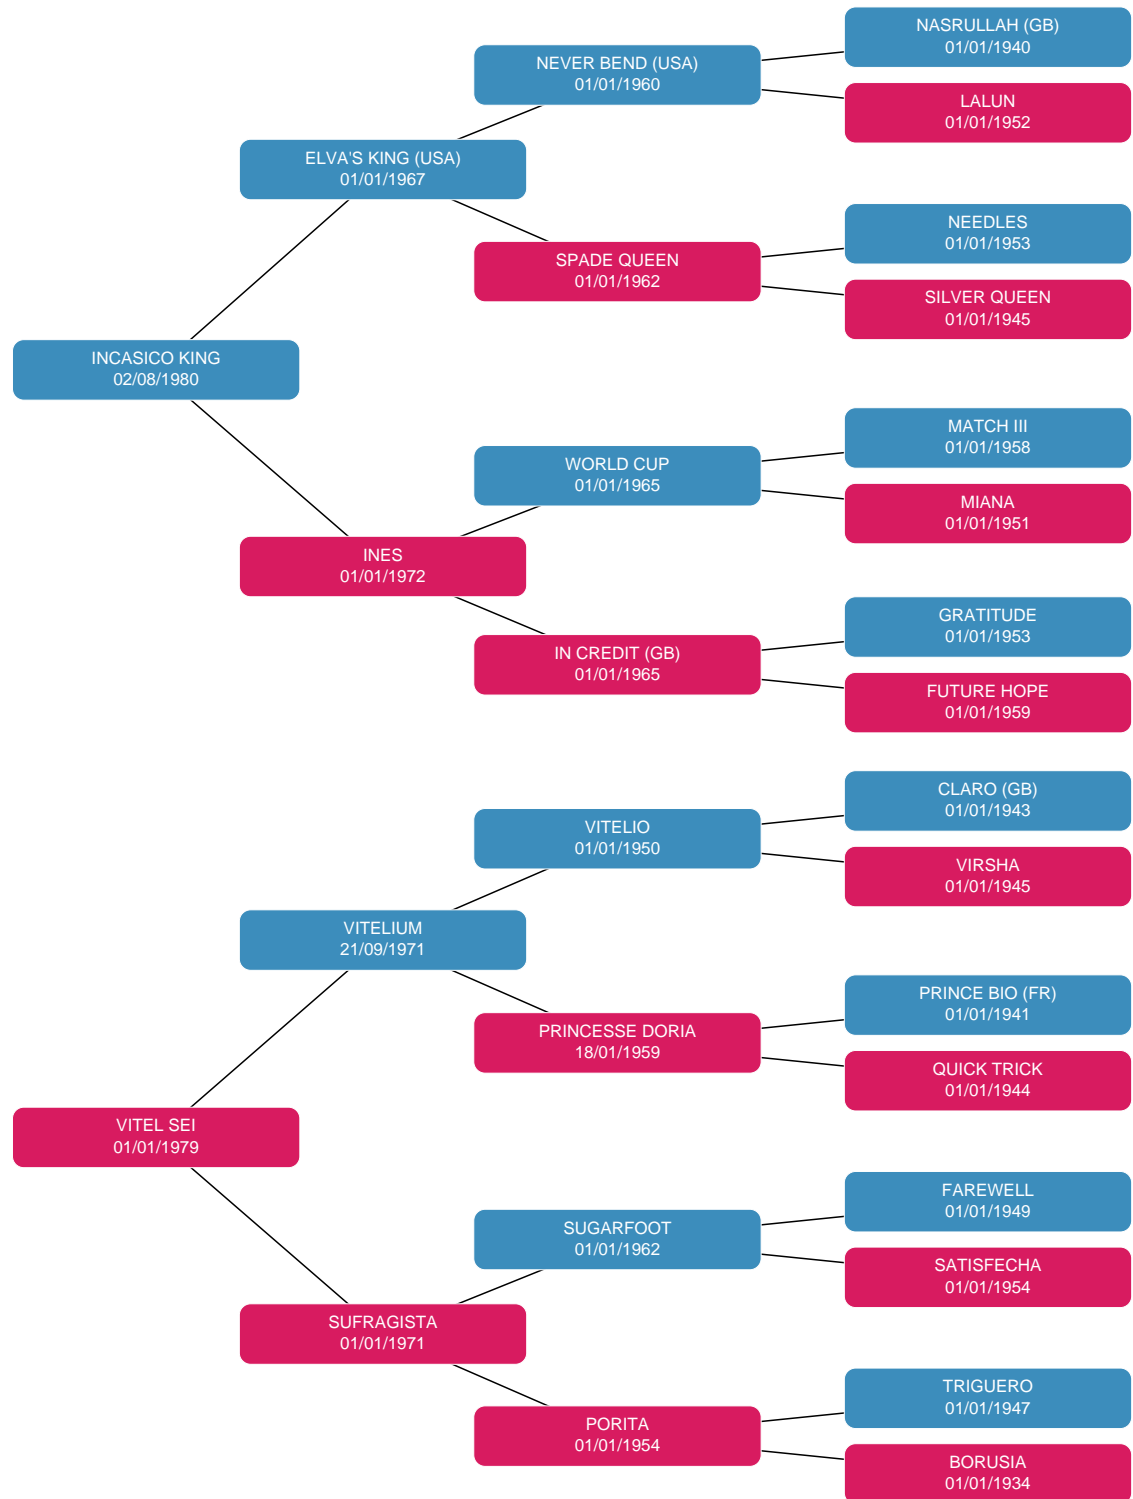 NASRULLAH (GB)
01/01/1940
NEVER BEND (USA)
01/01/1960
LALUN
01/01/1952
ELVA'S KING (USA)
01/01/1967
NEEDLES
01/01/1953
SPADE QUEEN
01/01/1962
SILVER QUEEN
01/01/1945
INCASICO KING
02/08/1980
MATCH III
01/01/1958
WORLD CUP
01/01/1965
MIANA
01/01/1951
INES
01/01/1972
GRATITUDE
01/01/1953
IN CREDIT (GB)
01/01/1965
FUTURE HOPE
01/01/1959
CLARO (GB)
01/01/1943
VITELIO
01/01/1950
VIRSHA
01/01/1945
VITELIUM
21/09/1971
PRINCE BIO (FR)
01/01/1941
PRINCESSE DORIA
18/01/1959
QUICK TRICK
01/01/1944
VITEL SEI
01/01/1979
FAREWELL
01/01/1949
SUGARFOOT
01/01/1962
SATISFECHA
01/01/1954
SUFRAGISTA
01/01/1971
TRIGUERO
01/01/1947
PORITA
01/01/1954
BORUSIA
01/01/1934